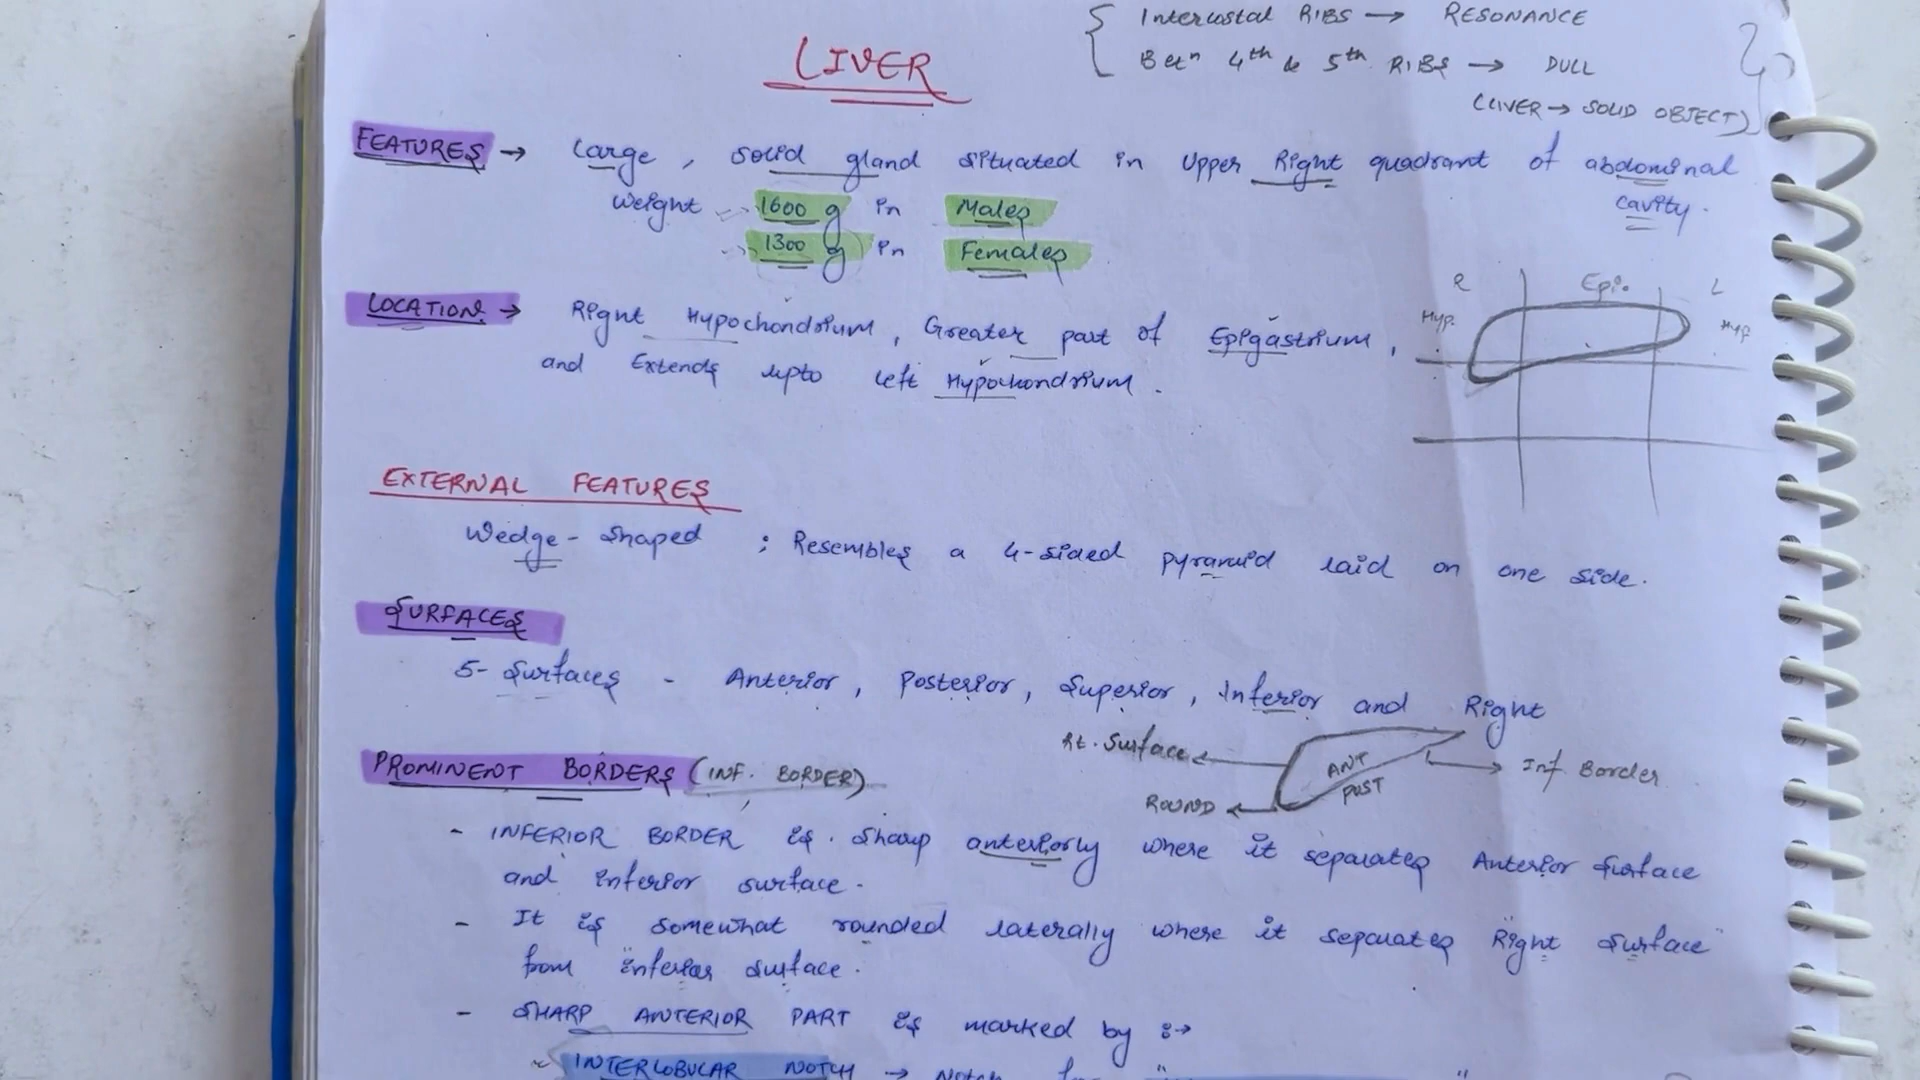 Intercostal RIBS → RESONANCE
Betn 4th & 5th RIBS → DULL
(LIVER → SOLID OBJECT)
LIVER
FEATURES → Large, solid gland situated in Upper Right quadrant of abdominal cavity.
Weight 1600 g in Males
1300 g in Females
LOCATION → Right Hypochondrium, Greater part of Epigastrium,
and Extends upto left Hypochondrium.
R Epi. L
Hyp. Hyp
EXTERNAL FEATURES
Wedge-shaped ; Resembles a 4-sided pyramid laid on one side.
SURFACES
5- Surfaces - Anterior, Posterior, Superior, Inferior and Right
Rt. Surface ANT Inf Border
ROUND POST
PROMINENT BORDERS (INF. BORDER)
- INFERIOR BORDER is sharp anteriorly where it separates Anterior Surface
and inferior surface.
- It is somewhat rounded laterally where it separates Right Surface
from inferior surface.
- SHARP ANTERIOR PART is marked by :→
INTERLOBULAR NOTCH → Notch for